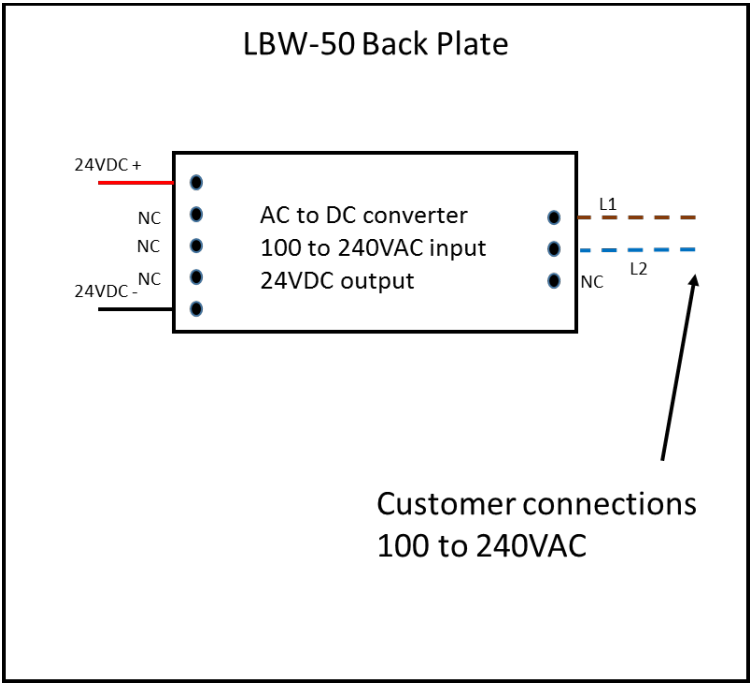 LBW-50 Back Plate
24VDC +
NC
NC
NC
24VDC -
AC to DC converter
100 to 240VAC input
24VDC output
L1
L2
NC
Customer connections
100 to 240VAC